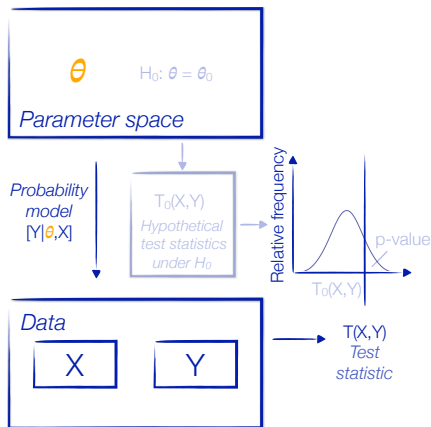 θ
H₀: θ = θ₀
Parameter space
Probability
model
[Y|θ,X]
T₀(X,Y)
Hypothetical
test statistics
under H₀
Relative frequency
p-value
T₀(X,Y)
Data
X
Y
T(X,Y)
Test
statistic